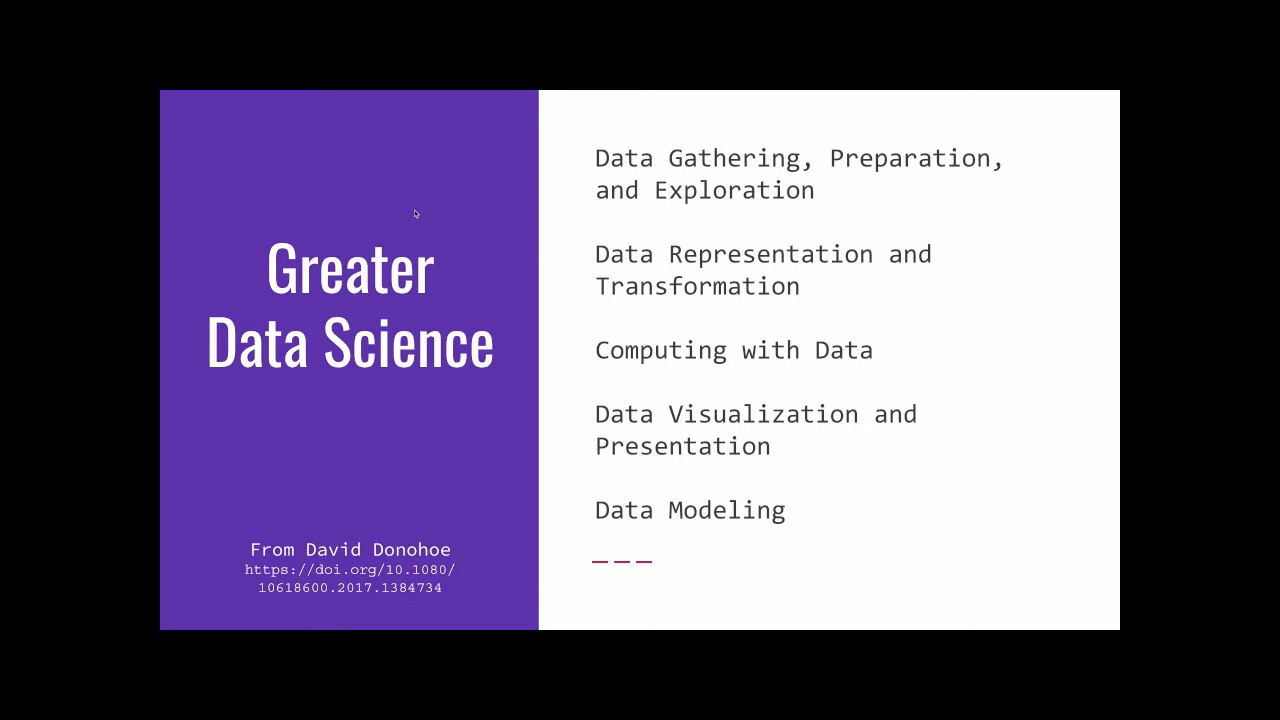 Greater
Data Science
From David Donohoe
https://doi.org/10.1080/
10618600.2017.1384734
Data Gathering, Preparation,
and Exploration
Data Representation and
Transformation
Computing with Data
Data Visualization and
Presentation
Data Modeling